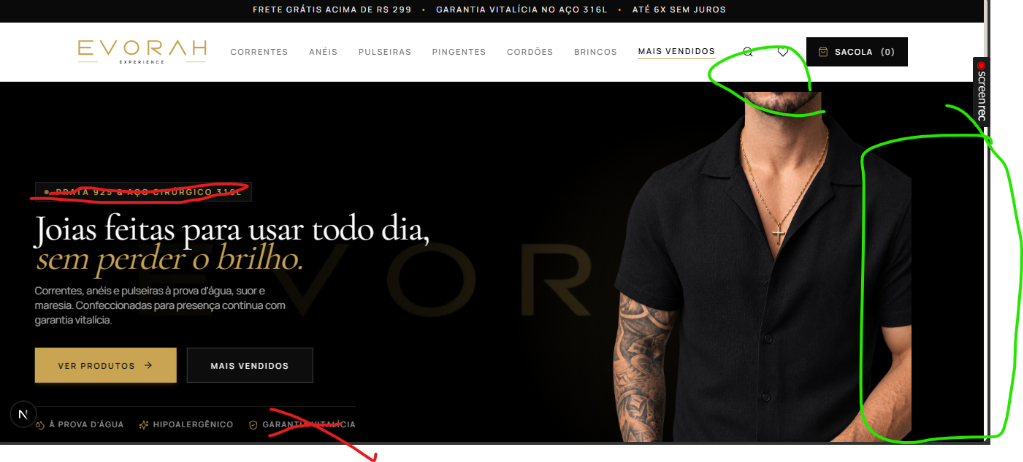 FRETE GRÁTIS ACIMA DE R$ 299 • GARANTIA VITALÍCIA NO AÇO 316L • ATÉ 6X SEM JUROS
EVORAH
EXPERIENCE
CORRENTES ANÉIS PULSEIRAS PINGENTES CORDÕES BRINCOS MAIS VENDIDOS SACOLA (0)
screenrec
PRATA 925 & AÇO CIRÚRGICO 316L
Joias feitas para usar todo dia,
sem perder o brilho.
EVOR
Correntes, anéis e pulseiras à prova d'água, suor e
maresia. Confeccionadas para presença contínua com
garantia vitalícia.
VER PRODUTOS → MAIS VENDIDOS
N
À PROVA D'ÁGUA HIPOALERGÊNICO GARANTIA VITALÍCIA